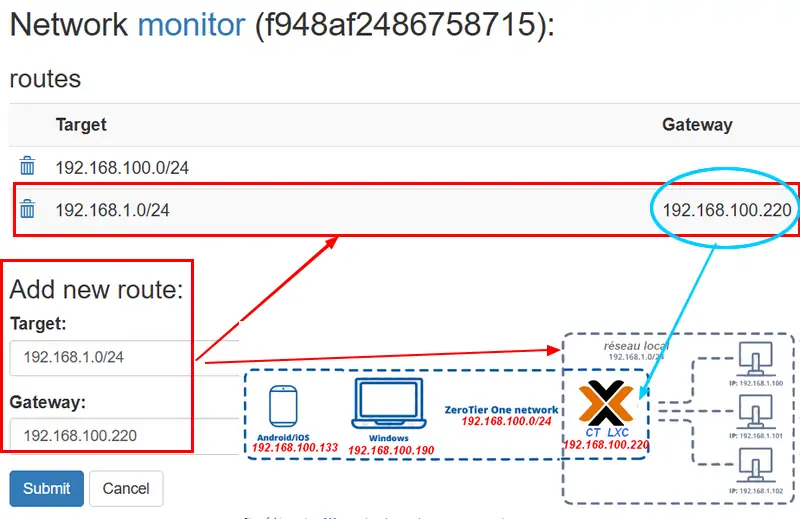 Network monitor (f948af2486758715):
routes
Target Gateway
192.168.100.0/24
192.168.1.0/24 192.168.100.220
Add new route:
Target:
192.168.1.0/24
Gateway:
192.168.100.220
Submit Cancel
réseau local
192.168.1.0/24
IP: 192.168.1.100
IP: 192.168.1.101
IP: 192.168.1.102
ZeroTier One network
192.168.100.0/24
Android/iOS
192.168.100.133
Windows
192.168.100.190
CT LXC
192.168.100.220